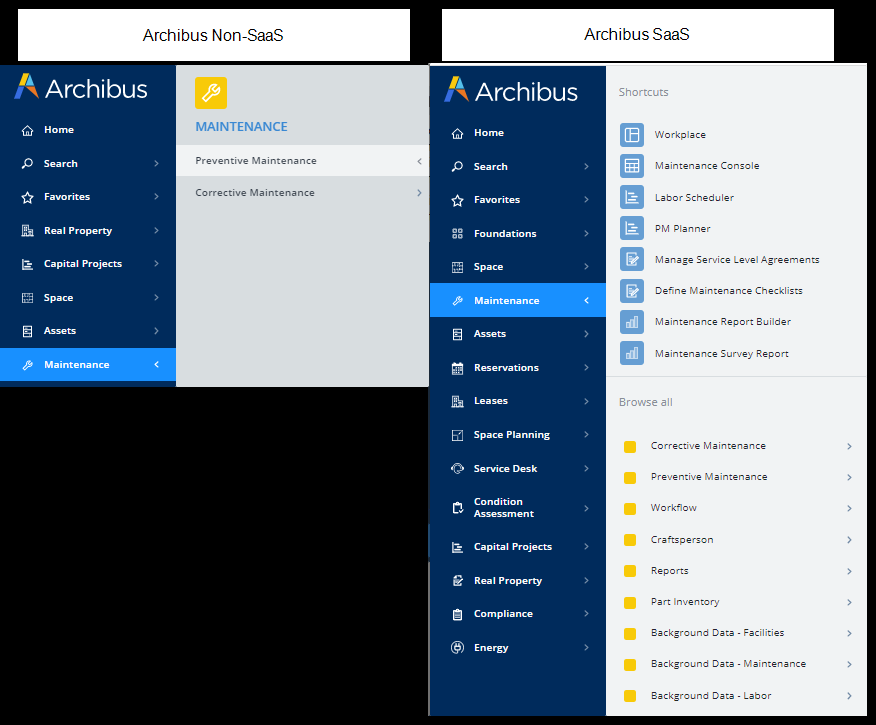 Archibus Non-SaaS
Archibus
Home
Search
Favorites
Real Property
Capital Projects
Space
Assets
Maintenance
MAINTENANCE
Preventive Maintenance
Corrective Maintenance
Archibus SaaS
Archibus
Home
Search
Favorites
Foundations
Space
Maintenance
Assets
Reservations
Leases
Space Planning
Service Desk
Condition
Assessment
Capital Projects
Real Property
Compliance
Energy
Shortcuts
Workplace
Maintenance Console
Labor Scheduler
PM Planner
Manage Service Level Agreements
Define Maintenance Checklists
Maintenance Report Builder
Maintenance Survey Report
Browse all
Corrective Maintenance
Preventive Maintenance
Workflow
Craftsperson
Reports
Part Inventory
Background Data - Facilities
Background Data - Maintenance
Background Data - Labor